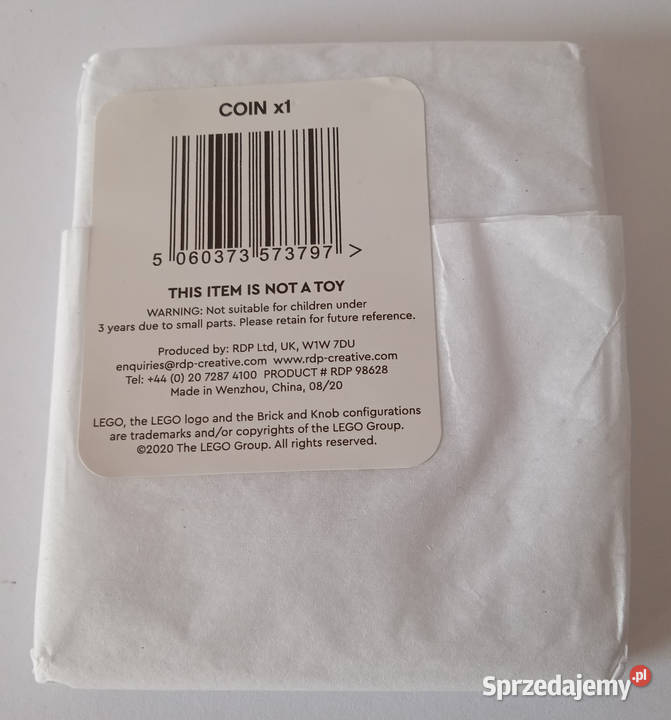 COIN x1
5 060373 573797 >
THIS ITEM IS NOT A TOY
WARNING: Not suitable for children under
3 years due to small parts. Please retain for future reference.
Produced by: RDP Ltd, UK, W1W 7DU
enquiries@rdp-creative.com www.rdp-creative.com
Tel: +44 (0) 20 7287 4100 PRODUCT # RDP 98628
Made in Wenzhou, China, 08/20
LEGO, the LEGO logo and the Brick and Knob configurations
are trademarks and/or copyrights of the LEGO Group.
©2020 The LEGO Group. All rights reserved.
Sprzedajemy.pl